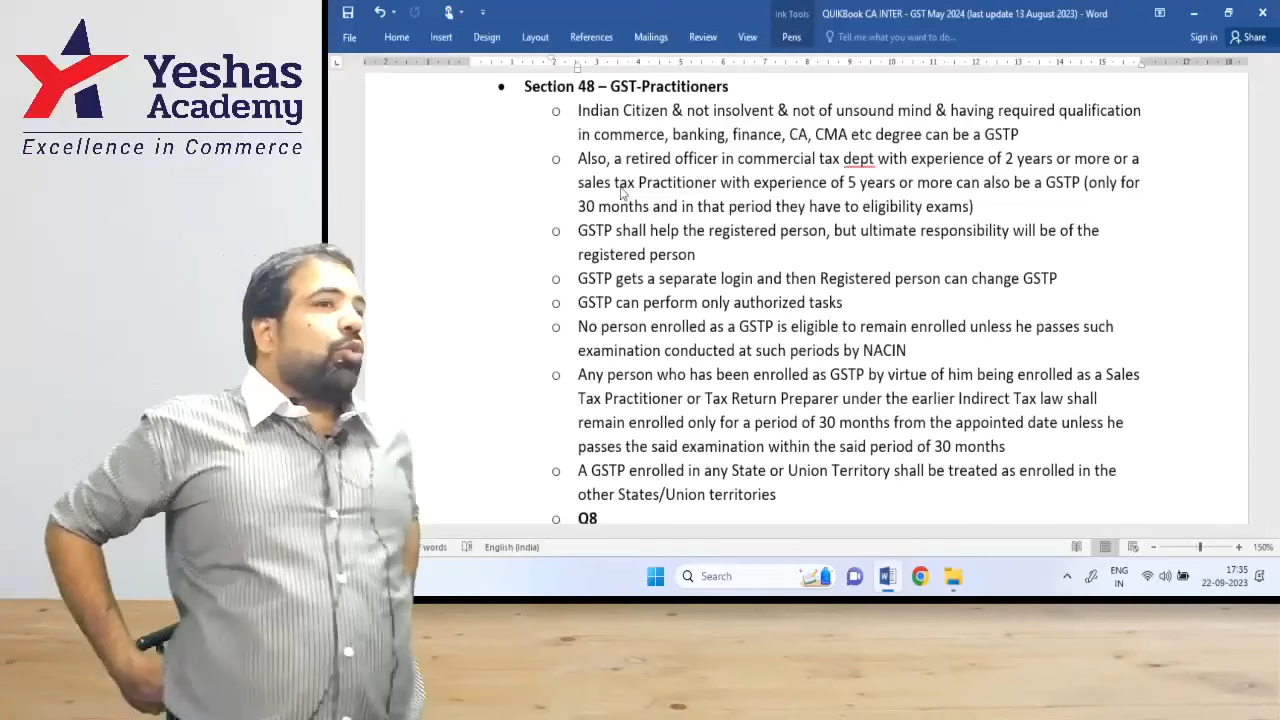 Yeshas
Academy
Excellence in Commerce
Ink Tools
QUIKBook CA INTER - GST May 2024 (last update 13 August 2023) - Word
File Home Insert Design Layout References Mailings Review View Pens Tell me what you want to do... Sign in Share
Section 48 – GST-Practitioners
Indian Citizen & not insolvent & not of unsound mind & having required qualification
in commerce, banking, finance, CA, CMA etc degree can be a GSTP
Also, a retired officer in commercial tax dept with experience of 2 years or more or a
sales tax Practitioner with experience of 5 years or more can also be a GSTP (only for
30 months and in that period they have to eligibility exams)
GSTP shall help the registered person, but ultimate responsibility will be of the
registered person
GSTP gets a separate login and then Registered person can change GSTP
GSTP can perform only authorized tasks
No person enrolled as a GSTP is eligible to remain enrolled unless he passes such
examination conducted at such periods by NACIN
Any person who has been enrolled as GSTP by virtue of him being enrolled as a Sales
Tax Practitioner or Tax Return Preparer under the earlier Indirect Tax law shall
remain enrolled only for a period of 30 months from the appointed date unless he
passes the said examination within the said period of 30 months
A GSTP enrolled in any State or Union Territory shall be treated as enrolled in the
other States/Union territories
Q8
words English (India) 150%
Search
ENG
IN
17:35
22-09-2023